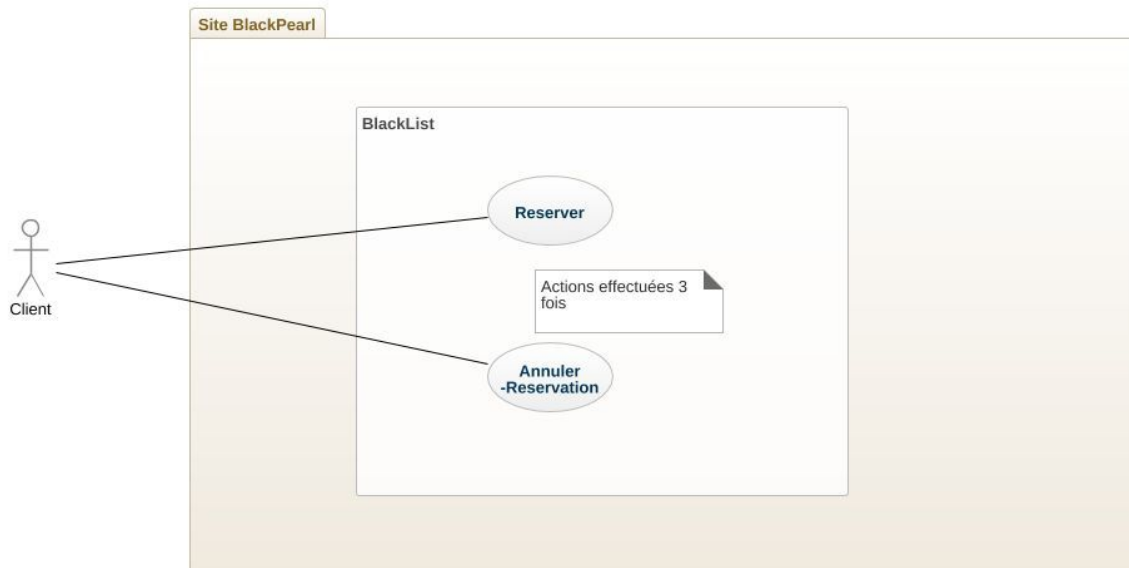 Site BlackPearl
BlackList
Reserver
Actions effectuées 3
fois
Client
Annuler
-Reservation